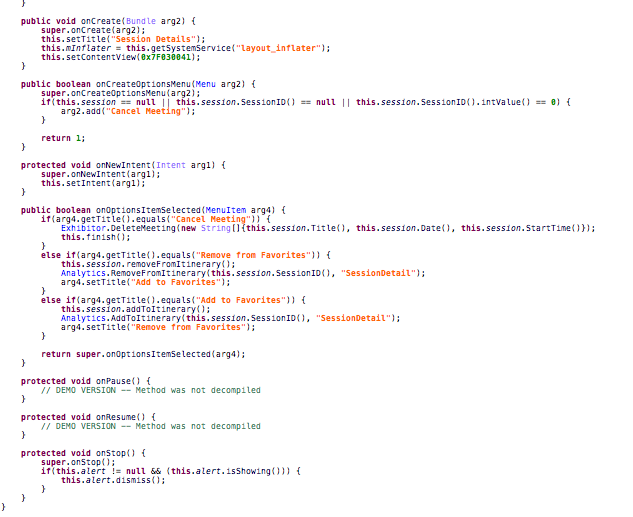 }
public void onCreate(Bundle arg2) {
super.onCreate(arg2);
this.setTitle("Session Details");
this.mInflater = this.getSystemService("layout_inflater");
this.setContentView(0x7F030041);
}
public boolean onCreateOptionsMenu(Menu arg2) {
super.onCreateOptionsMenu(arg2);
if(this.session == null || this.session.SessionID() == null || this.session.SessionID().intValue() == 0) {
arg2.add("Cancel Meeting");
}
return 1;
}
protected void onNewIntent(Intent arg1) {
super.onNewIntent(arg1);
this.setIntent(arg1);
}
public boolean onOptionsItemSelected(MenuItem arg4) {
if(arg4.getTitle().equals("Cancel Meeting")) {
Exhibitor.DeleteMeeting(new String[]{this.session.Title(), this.session.Date(), this.session.StartTime()});
this.finish();
}
else if(arg4.getTitle().equals("Remove from Favorites")) {
this.session.removeFromItinerary();
Analytics.RemoveFromItinerary(this.session.SessionID(), "SessionDetail");
arg4.setTitle("Add to Favorites");
}
else if(arg4.getTitle().equals("Add to Favorites")) {
this.session.addToItinerary();
Analytics.AddToItinerary(this.session.SessionID(), "SessionDetail");
arg4.setTitle("Remove from Favorites");
}
return super.onOptionsItemSelected(arg4);
}
protected void onPause() {
// DEMO VERSION -- Method was not decompiled
}
protected void onResume() {
// DEMO VERSION -- Method was not decompiled
}
protected void onStop() {
super.onStop();
if(this.alert != null && (this.alert.isShowing())) {
this.alert.dismiss();
}
}
}